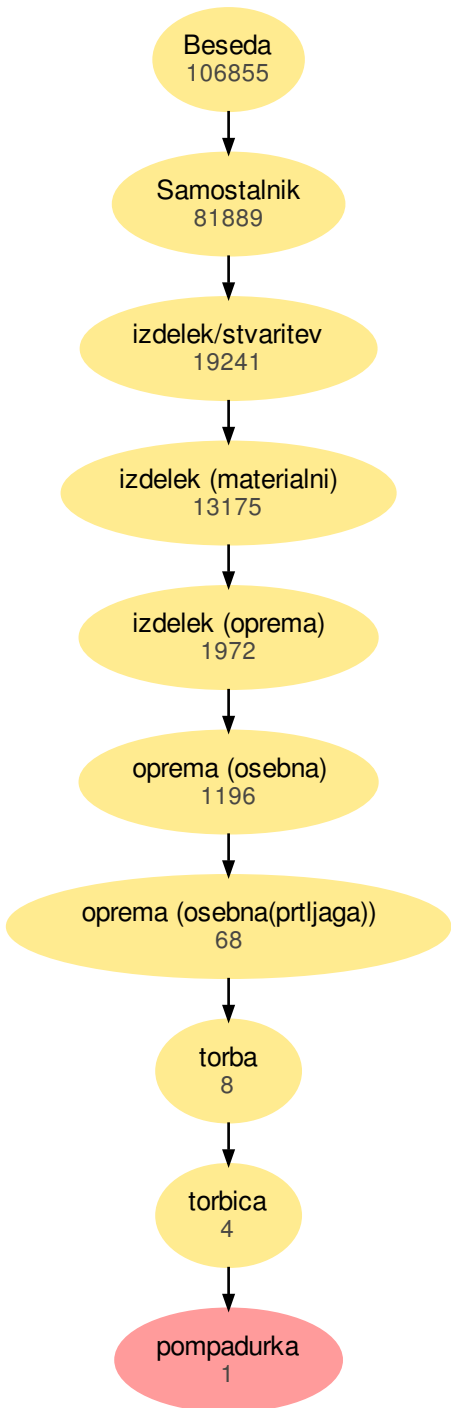 Beseda
106855
Samostalnik
81889
izdelek/stvaritev
19241
izdelek (materialni)
13175
izdelek (oprema)
1972
oprema (osebna)
1196
oprema (osebna(prtljaga))
68
torba
8
torbica
4
pompadurka
1